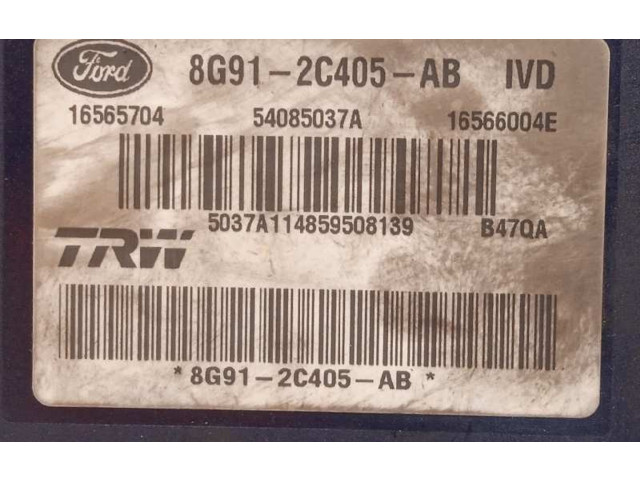 Ford 8G91-2C405-AB IVD
16565704 54085037A 16566004E
5037A114859508139 B47QA
TRW
*8G91-2C405-AB*